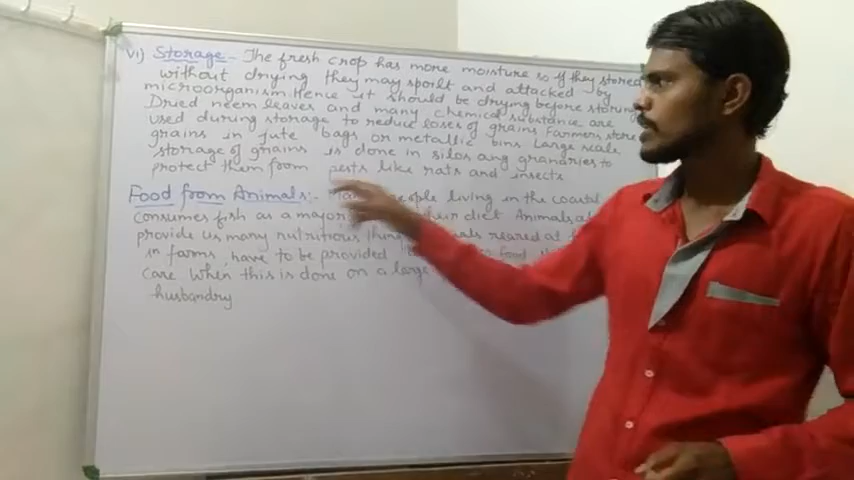 vi) Storage - The fresh crop has more moisture so if they stored
without drying they may spoilt and attacked by
microorganism. Hence it should be drying before storing
Dried neem leaves and many chemical substance are
used during storage to reduce loses of grains Farmers store
grains in jute bags or metallic bins Large scale
storage of grains is done in silos ang granaries to
protect them form pests like rats and insects
Food from Animals:- people living in the coastal
Consumes fish as a major their diet Animals
provide us many nutritious reared at
in farms, have to be provided food
care When this is done on a large
husbandry